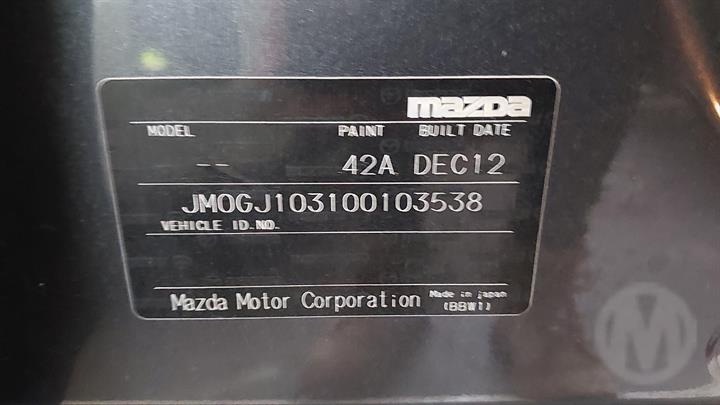 mazda
MODEL PAINT BUILT DATE
-- 42A DEC12
JM0GJ103100103538
VEHICLE ID.NO.
Mazda Motor Corporation Made in japan
(BBW1)
M